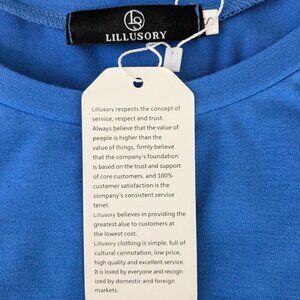 LILLUSORY
S
Lillusory respects the concept of
service, respect and trust.
Always believe that the value of
people is higher than the
value of things, firmly believe
that the company's foundation
is based on the trust and support
of core customers, and 100%
customer satisfaction is the
company's consistent service
tenet.
Lillusory believes in providing the
greatest alue to customers at
the lowest cost.
Lillusory clothing is simple, full of
cultural connotation, low price,
high quality and excellent service.
It is loved by everyone and recogn
ized by domestic and foreign
markets.